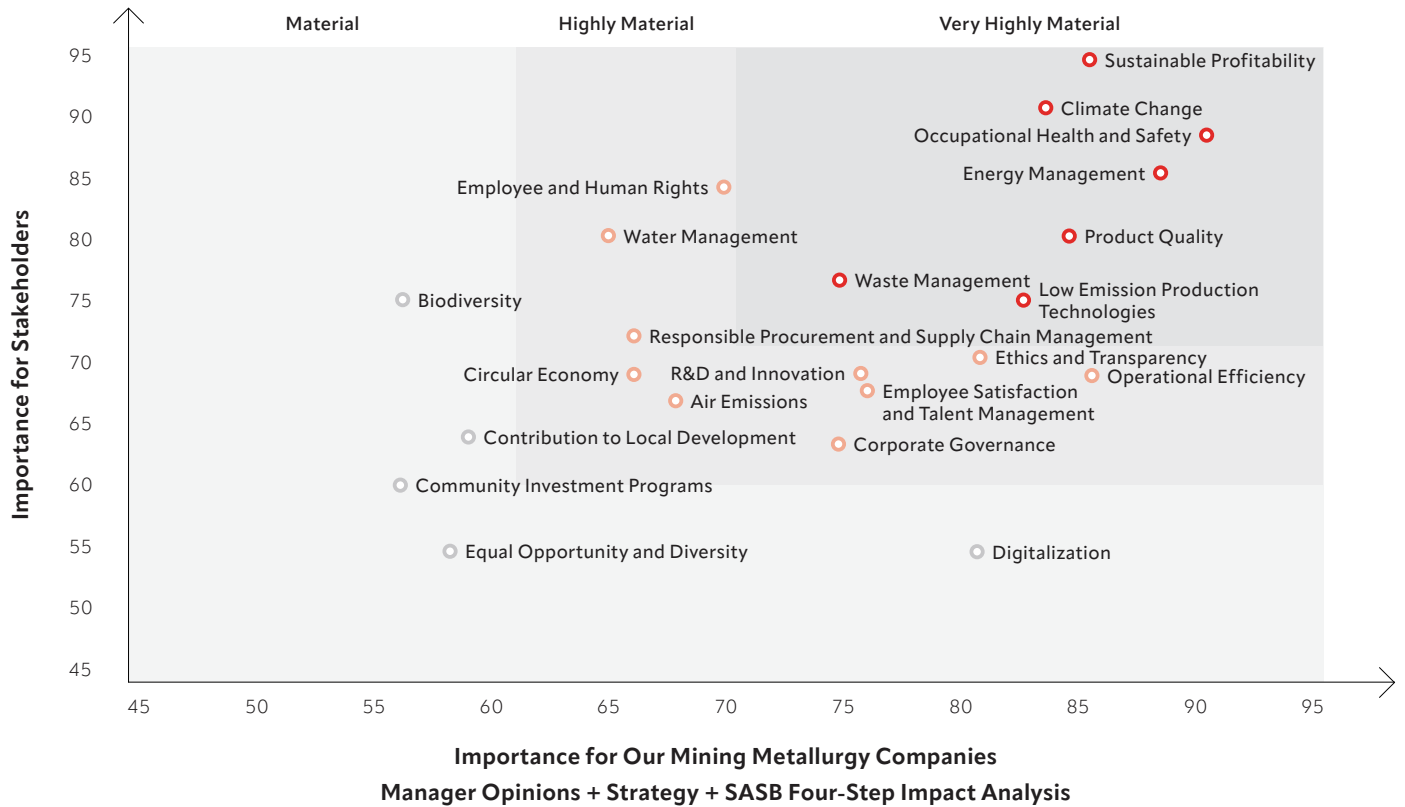 Material
Highly Material
Very Highly Material
95
90
85
80
75
70
65
60
55
50
45
Importance for Stakeholders
Sustainable Profitability
Climate Change
Occupational Health and Safety
Energy Management
Employee and Human Rights
Water Management
Product Quality
Waste Management
Low Emission Production
Technologies
Biodiversity
Responsible Procurement and Supply Chain Management
Ethics and Transparency
Circular Economy
R&D and Innovation
Operational Efficiency
Employee Satisfaction
and Talent Management
Air Emissions
Contribution to Local Development
Corporate Governance
Community Investment Programs
Equal Opportunity and Diversity
Digitalization
45 50 55 60 65 70 75 80 85 90 95
Importance for Our Mining Metallurgy Companies
Manager Opinions + Strategy + SASB Four-Step Impact Analysis